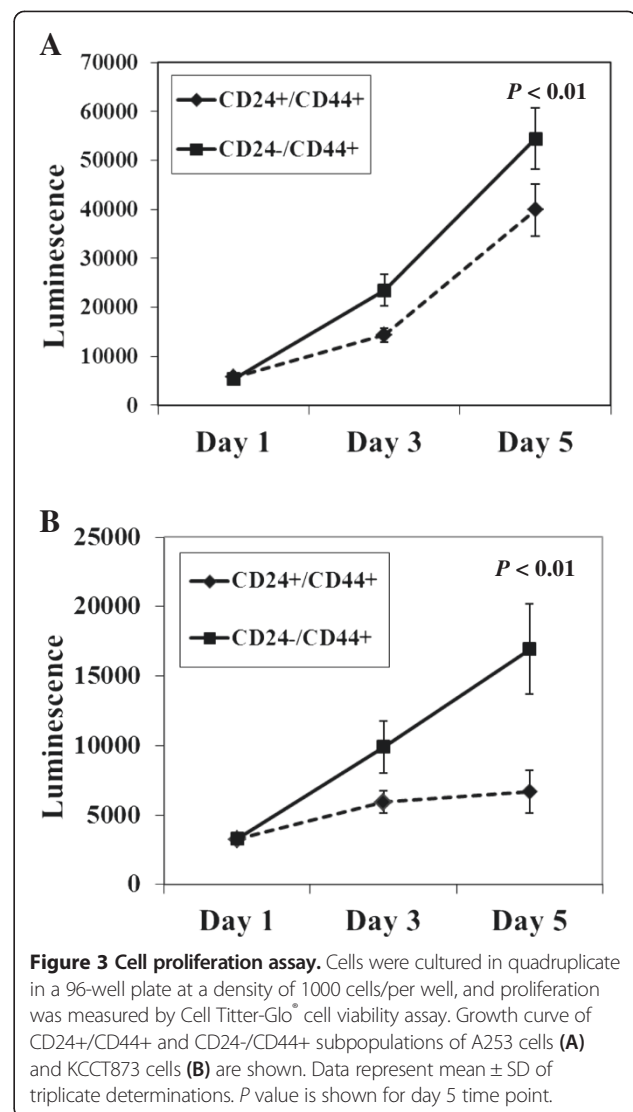 A
70000
60000
50000
40000
30000
20000
10000
0
Luminescence
CD24+/CD44+
CD24-/CD44+
P < 0.01
Day 1
Day 3
Day 5
B
25000
20000
15000
10000
5000
0
Luminescence
CD24+/CD44+
CD24-/CD44+
P < 0.01
Day 1
Day 3
Day 5
Figure 3 Cell proliferation assay. Cells were cultured in quadruplicate
in a 96-well plate at a density of 1000 cells/per well, and proliferation
was measured by Cell Titter-Glo® cell viability assay. Growth curve of
CD24+/CD44+ and CD24-/CD44+ subpopulations of A253 cells (A)
and KCCT873 cells (B) are shown. Data represent mean ± SD of
triplicate determinations. P value is shown for day 5 time point.